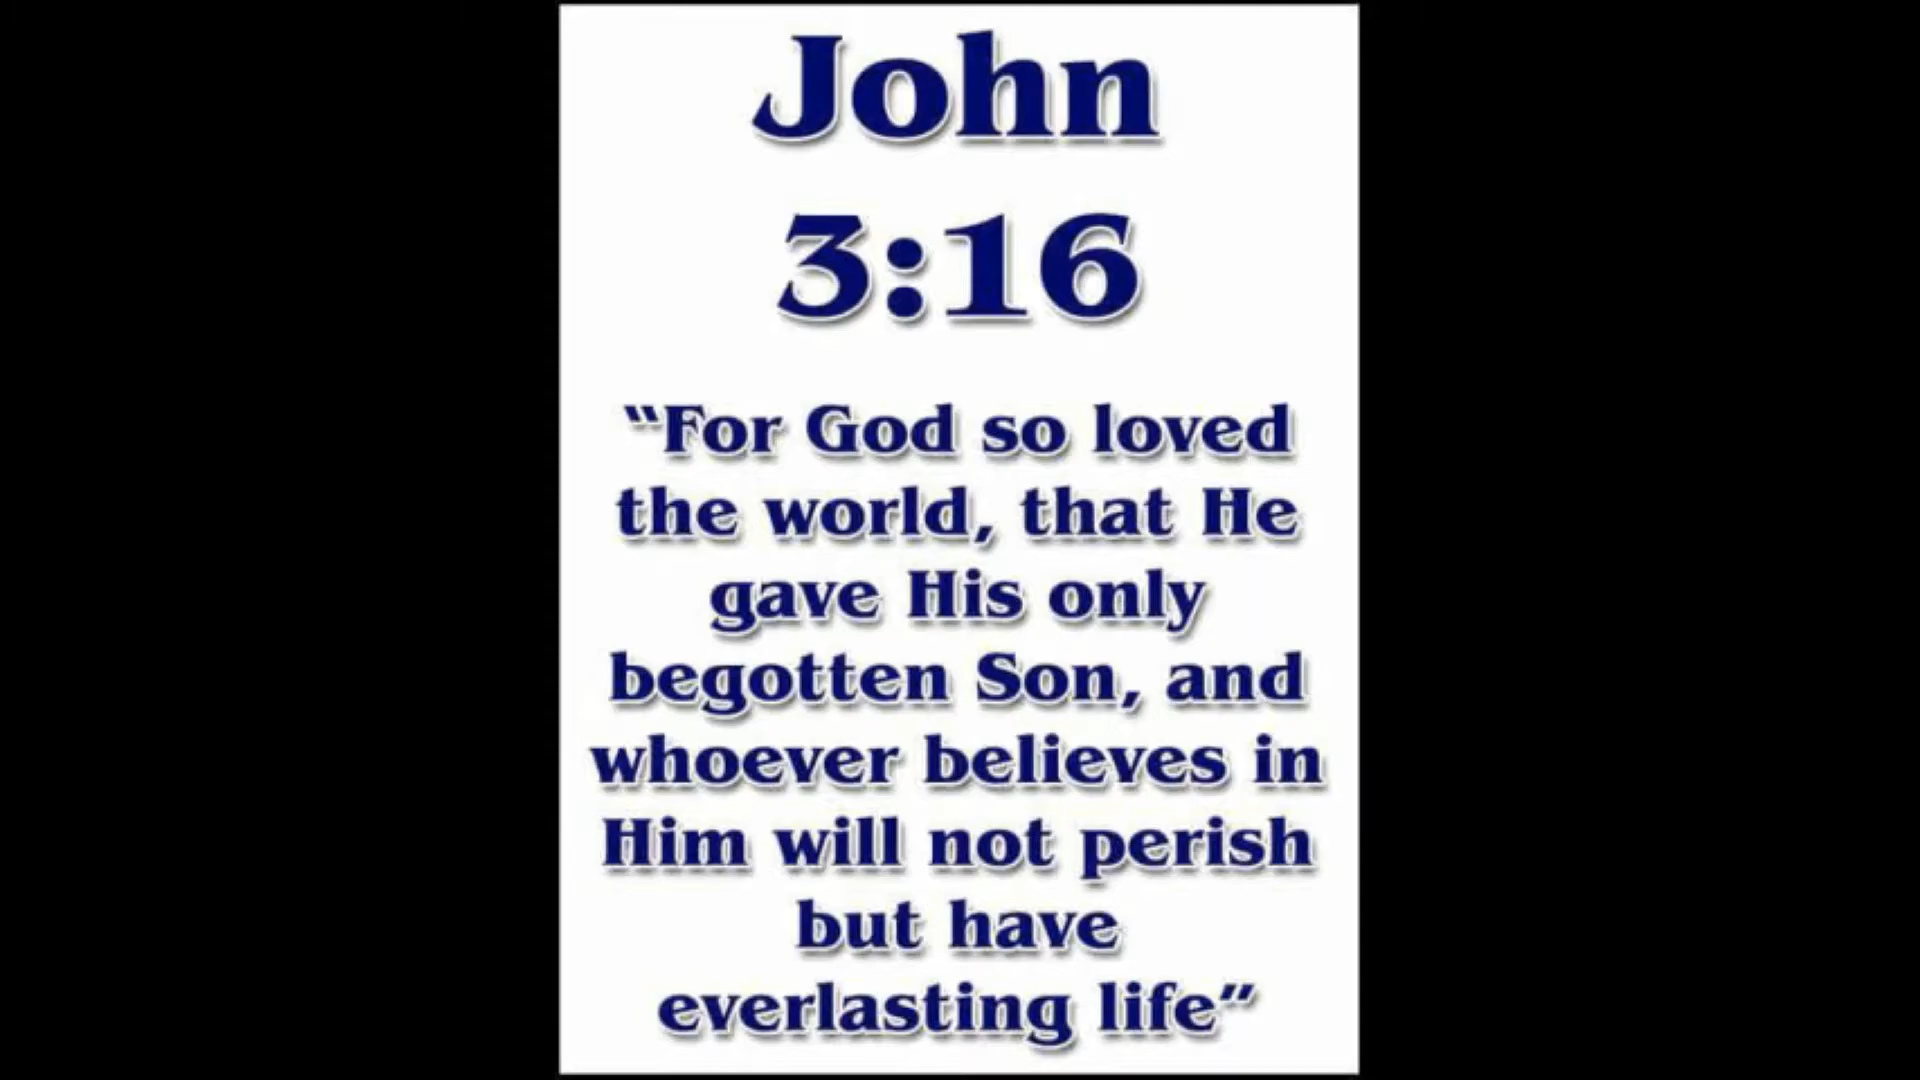 John
3:16
“For God so loved
the world, that He
gave His only
begotten Son, and
whoever believes in
Him will not perish
but have
everlasting life”